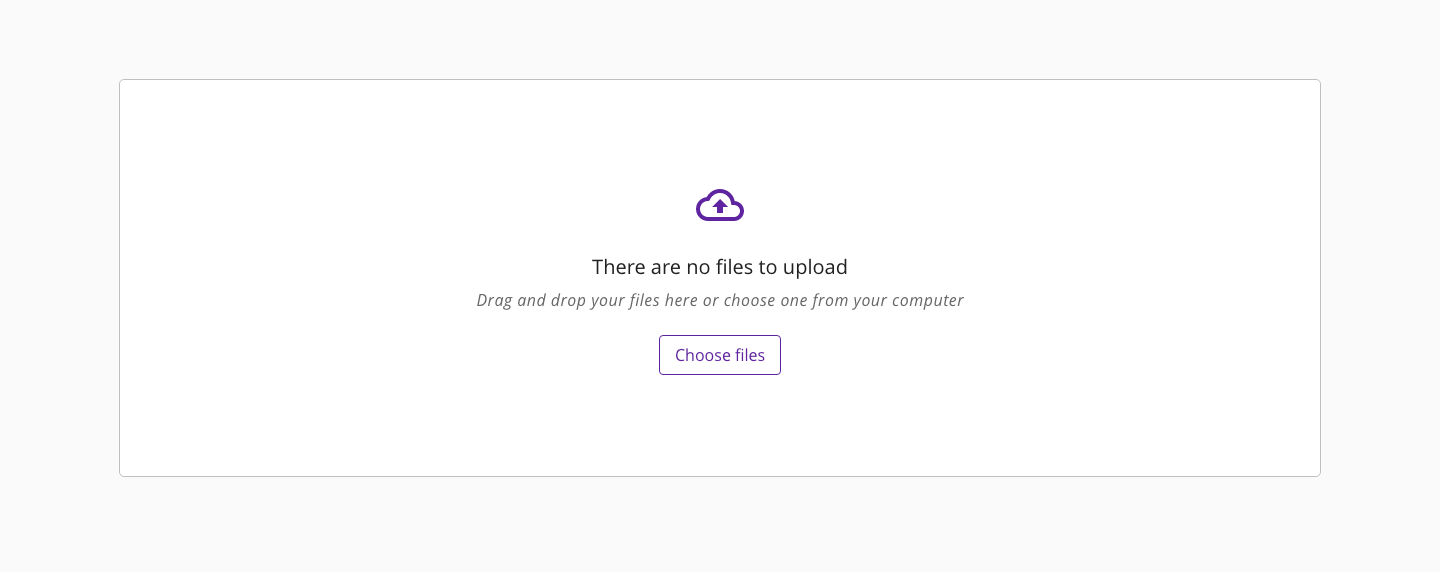 There are no files to upload
Drag and drop your files here or choose one from your computer
Choose files